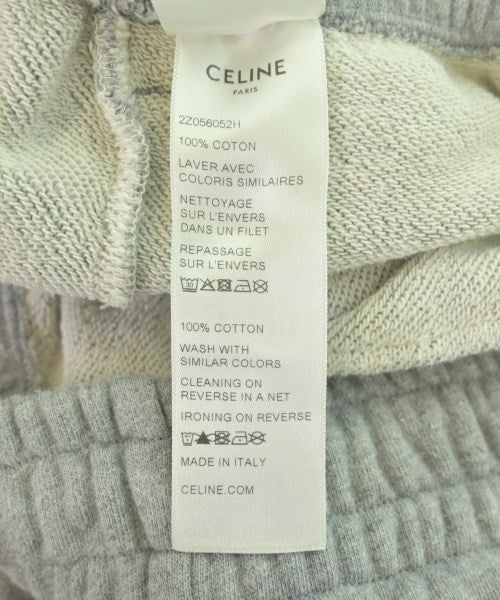 CELINE
PARIS
2Z056052H
100% COTON
LAVER AVEC
COLORIS SIMILAIRES
NETTOYAGE
SUR L'ENVERS
DANS UN FILET
REPASSAGE
SUR L'ENVERS
30
100% COTTON
WASH WITH
SIMILAR COLORS
CLEANING ON
REVERSE IN A NET
IRONING ON REVERSE
MADE IN ITALY
CELINE.COM